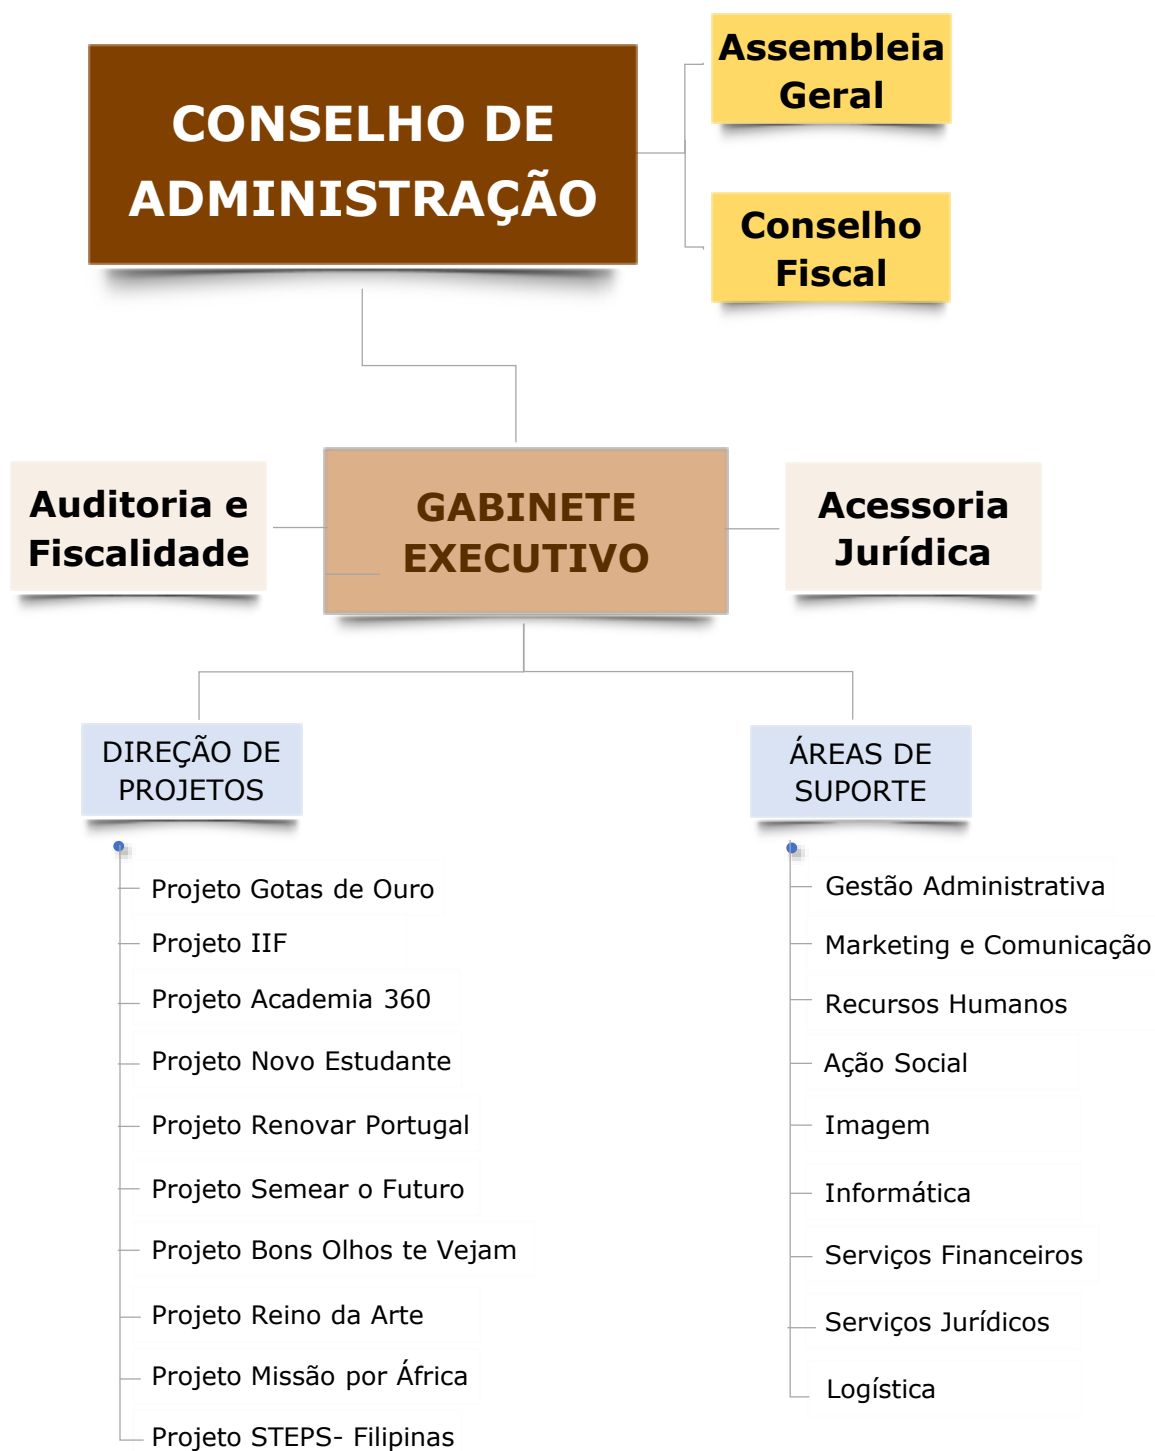 CONSELHO DE
ADMINISTRAÇÃO
Assembleia
Geral
Conselho
Fiscal
Auditoria e
Fiscalidade
GABINETE
EXECUTIVO
Acessoria
Jurídica
DIREÇÃO DE
PROJETOS
Projeto Gotas de Ouro
Projeto IIF
Projeto Academia 360
Projeto Novo Estudante
Projeto Renovar Portugal
Projeto Semear o Futuro
Projeto Bons Olhos te Vejam
Projeto Reino da Arte
Projeto Missão por África
Projeto STEPS- Filipinas
ÁREAS DE
SUPORTE
Gestão Administrativa
Marketing e Comunicação
Recursos Humanos
Ação Social
Imagem
Informática
Serviços Financeiros
Serviços Jurídicos
Logística